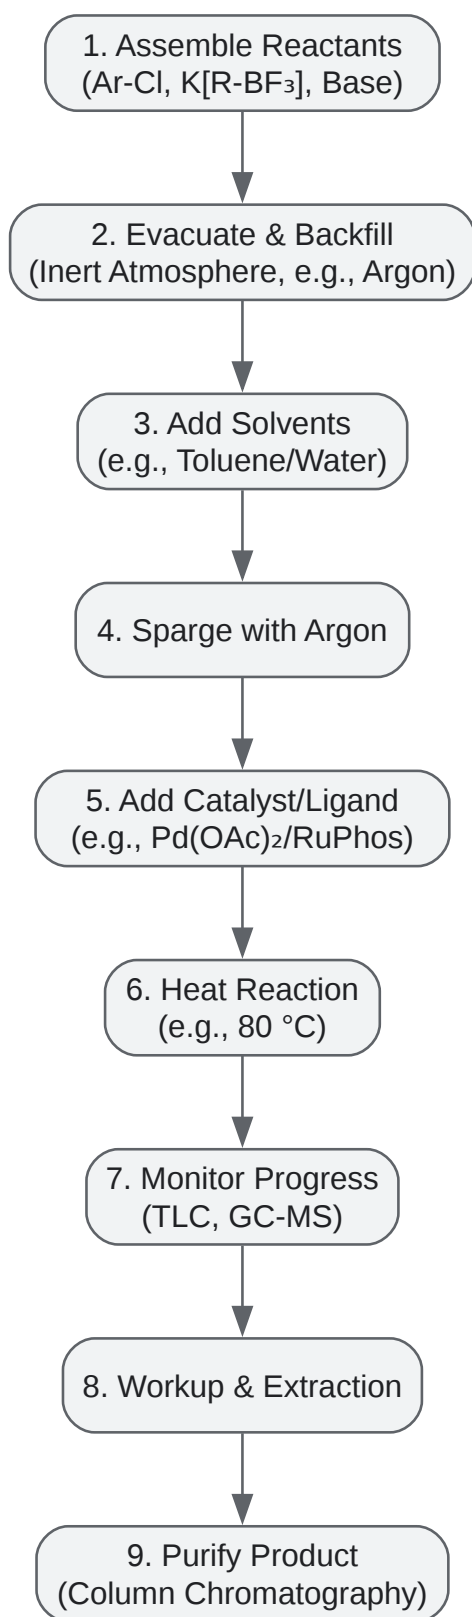 1. Assemble Reactants
(Ar-Cl, K[R-BF₃], Base)
2. Evacuate & Backfill
(Inert Atmosphere, e.g., Argon)
3. Add Solvents
(e.g., Toluene/Water)
4. Sparge with Argon
5. Add Catalyst/Ligand
(e.g., Pd(OAc)₂/RuPhos)
6. Heat Reaction
(e.g., 80 °C)
7. Monitor Progress
(TLC, GC-MS)
8. Workup & Extraction
9. Purify Product
(Column Chromatography)